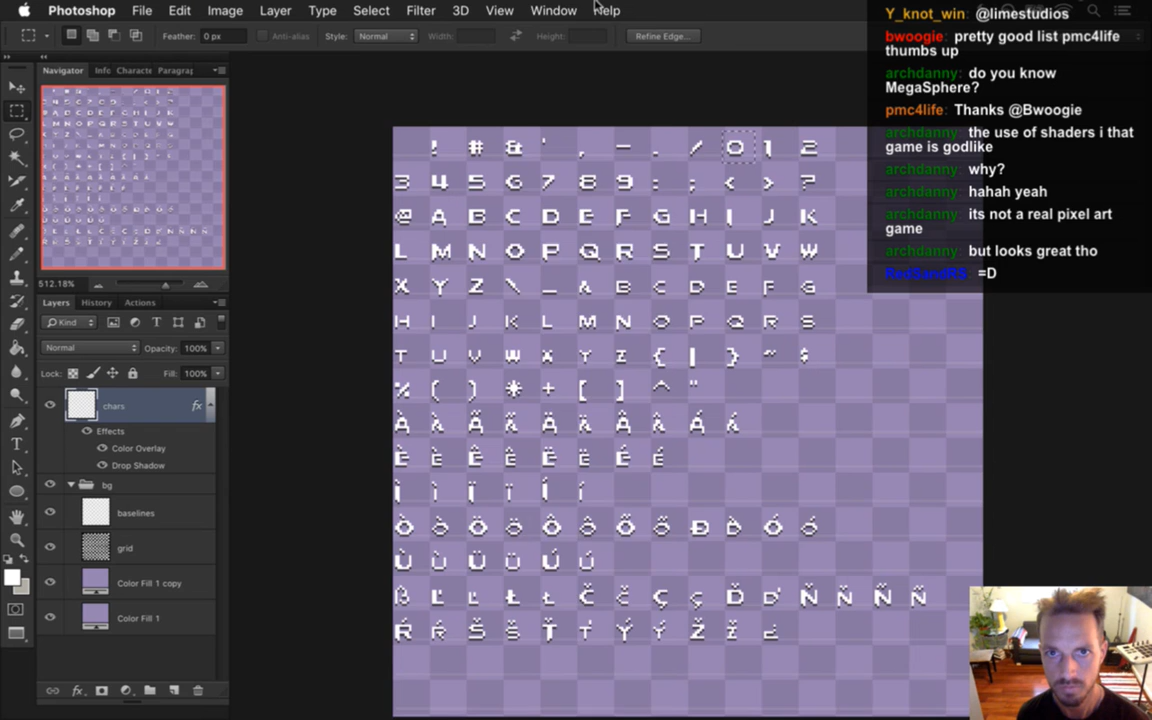 Photoshop File Edit Image Layer Type Select Filter 3D View Window Help
Feather: 0 px Anti-alias Style: Normal Width: Height: Refine Edge...
Navigator Info Characte Paragra
512.18%
Layers History Actions
Kind
Normal Opacity: 100%
Lock: Fill: 100%
chars fx
Effects
Color Overlay
Drop Shadow
bg
baselines
grid
Color Fill 1 copy
Color Fill 1
! # & ' , - . / 0 1 2
3 4 5 6 7 8 9 : ; < > ?
@ A B C D E F G H I J K
L M N O P Q R S T U V W
X Y Z \ _ A B C D E F G
H I J K L M N O P Q R S
T U V W X Y Z { | } ~ $
% ( ) * + [ ] ^ "
Y_knot_win: @limestudios
bwoogie: pretty good list pmc4life
thumbs up
archdanny: do you know
MegaSphere?
pmc4life: Thanks @Bwoogie
archdanny: the use of shaders i that
game is godlike
archdanny: why?
archdanny: hahah yeah
archdanny: its not a real pixel art
game
archdanny: but looks great tho
RedSandRS =D